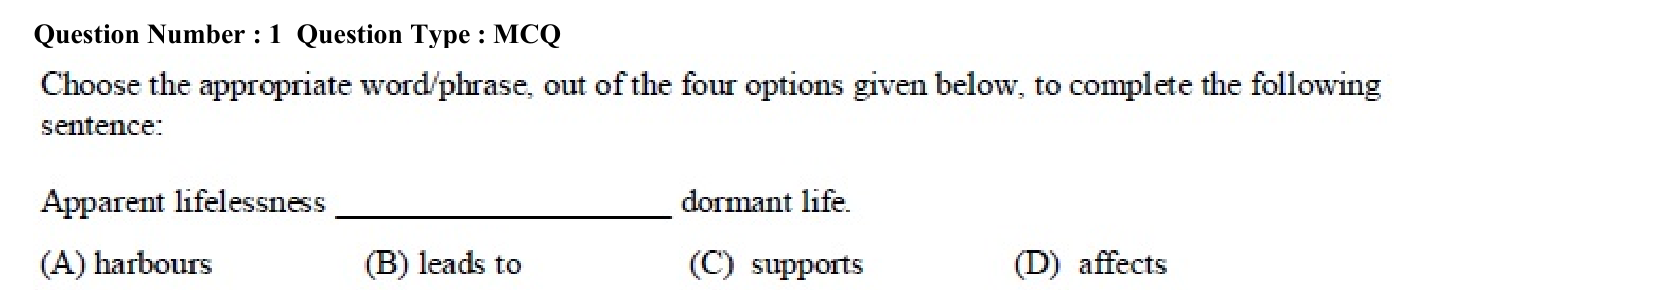 Question Number : 1 Question Type : MCQ
Choose the appropriate word/phrase, out of the four options given below, to complete the following
sentence:
Apparent lifelessness ____________________ dormant life.
(A) harbours (B) leads to (C) supports (D) affects